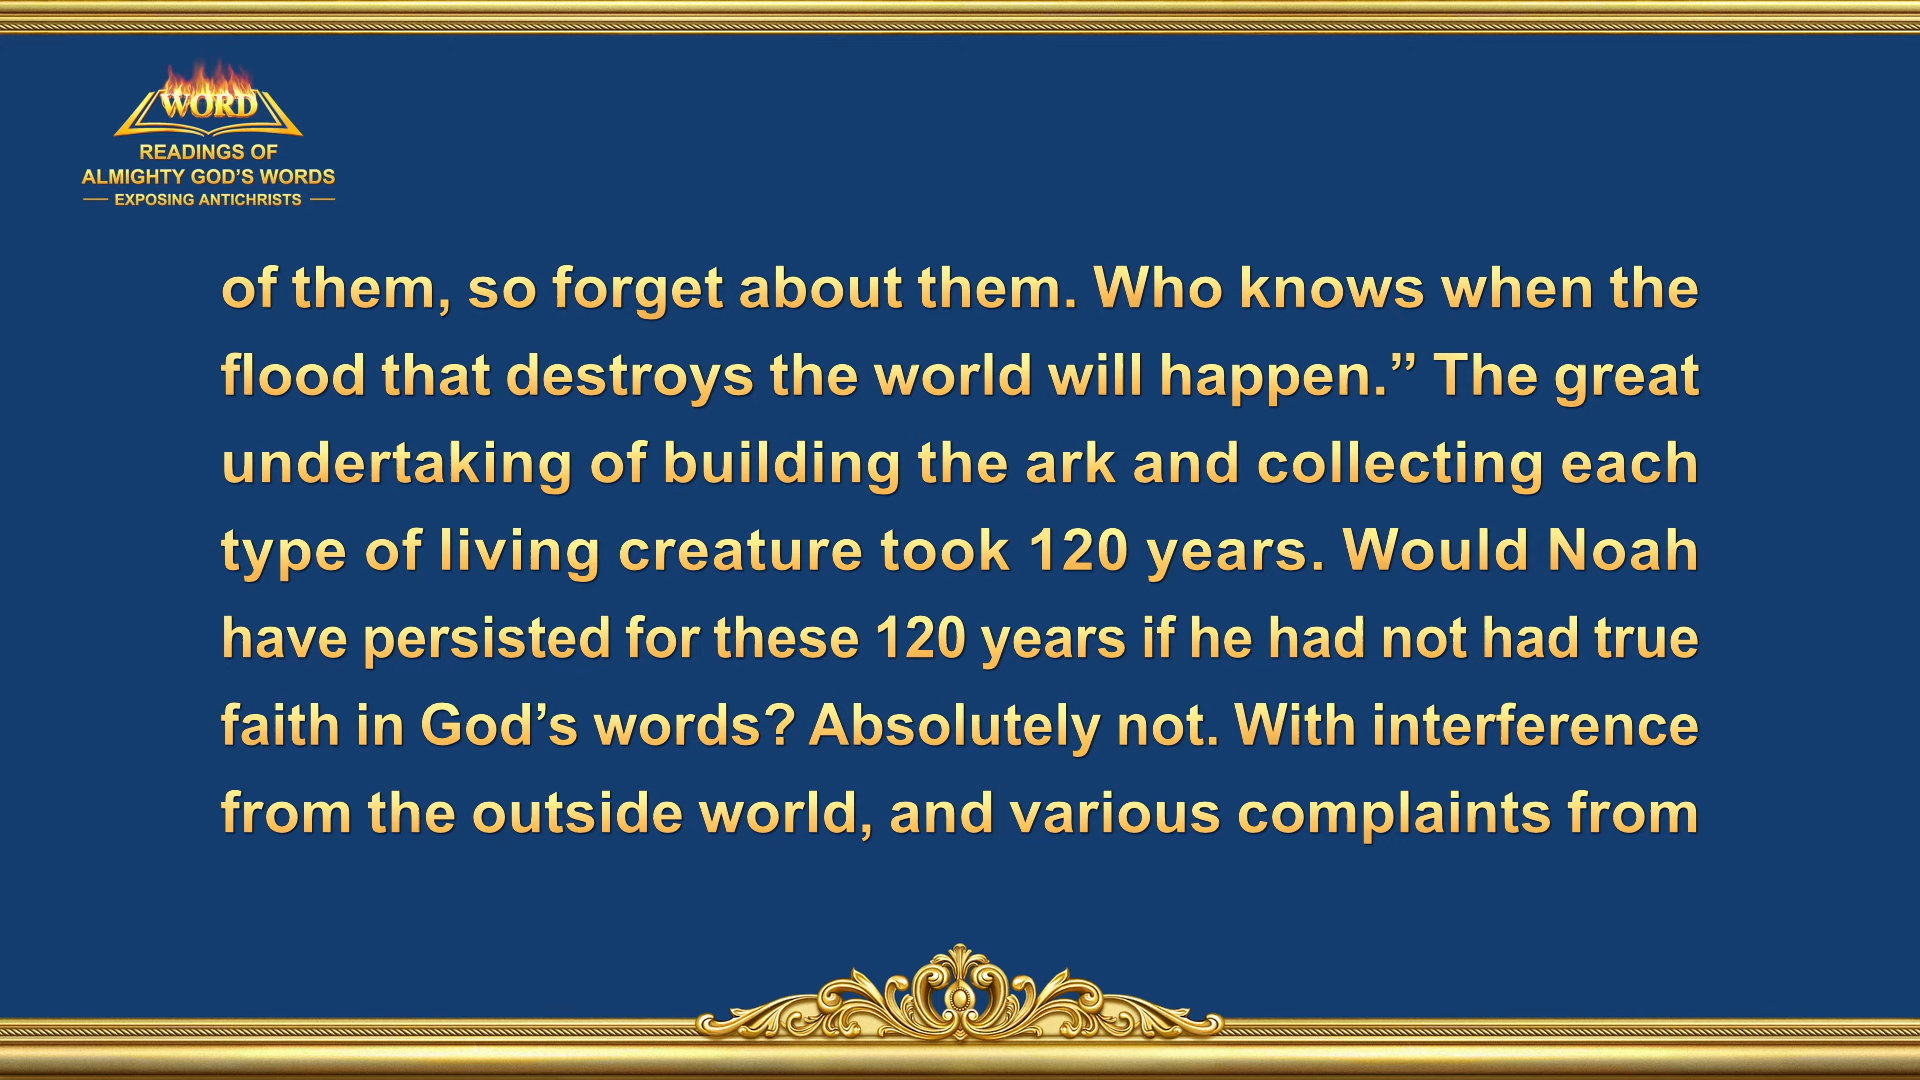 WORD
READINGS OF
ALMIGHTY GOD’S WORDS
EXPOSING ANTICHRISTS
of them, so forget about them. Who knows when the
flood that destroys the world will happen.” The great
undertaking of building the ark and collecting each
type of living creature took 120 years. Would Noah
have persisted for these 120 years if he had not had true
faith in God’s words? Absolutely not. With interference
from the outside world, and various complaints from